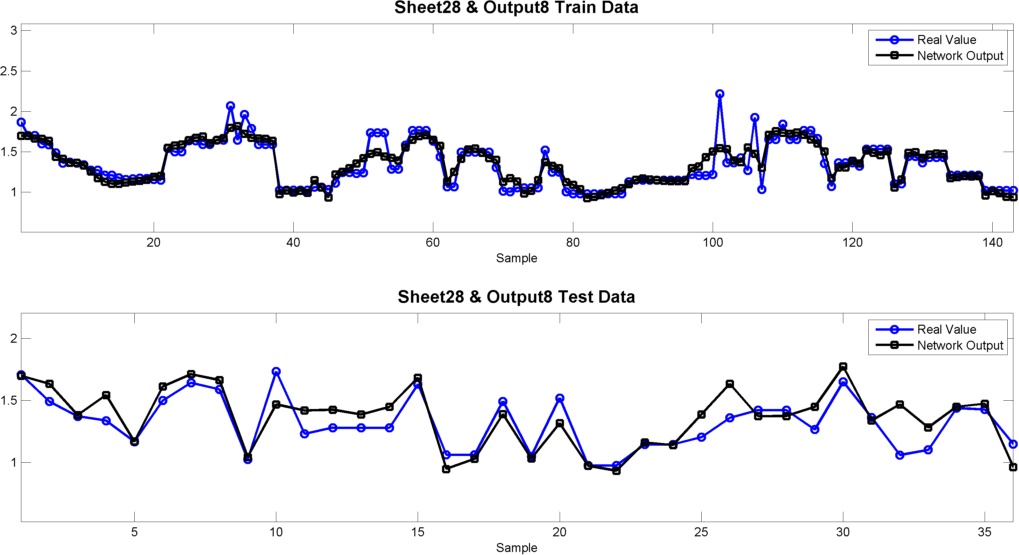 Sheet28 & Output8 Train Data
3
2.5
2
1.5
1
Real Value
Network Output
20
40
60
80
100
120
140
Sample
Sheet28 & Output8 Test Data
2
1.5
1
Real Value
Network Output
5
10
15
20
25
30
35
Sample